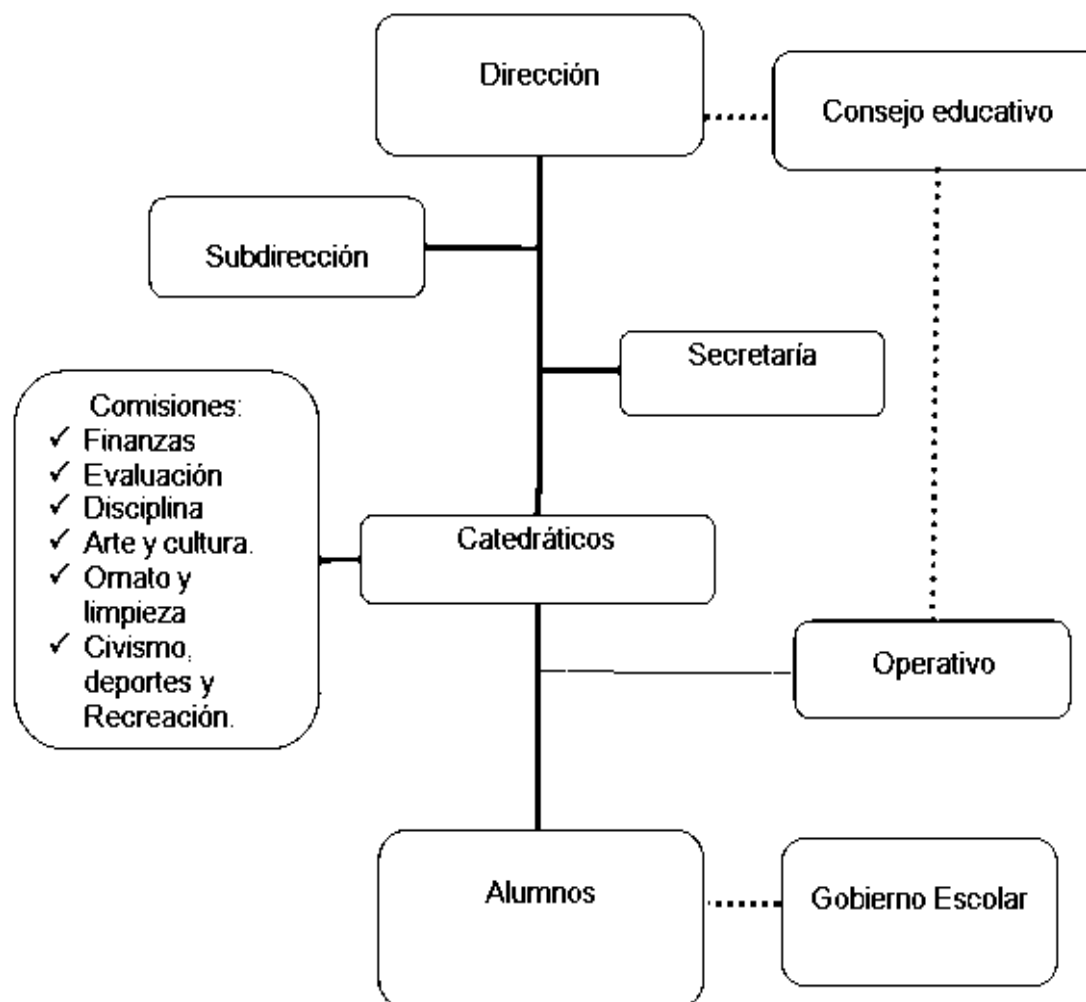 Dirección
Consejo educativo
Subdirección
Secretaría
Comisiones:
✓ Finanzas
✓ Evaluación
✓ Disciplina
✓ Arte y cultura.
✓ Ornato y
limpieza
✓ Civismo,
deportes y
Recreación.
Catedráticos
Operativo
Alumnos
Gobierno Escolar